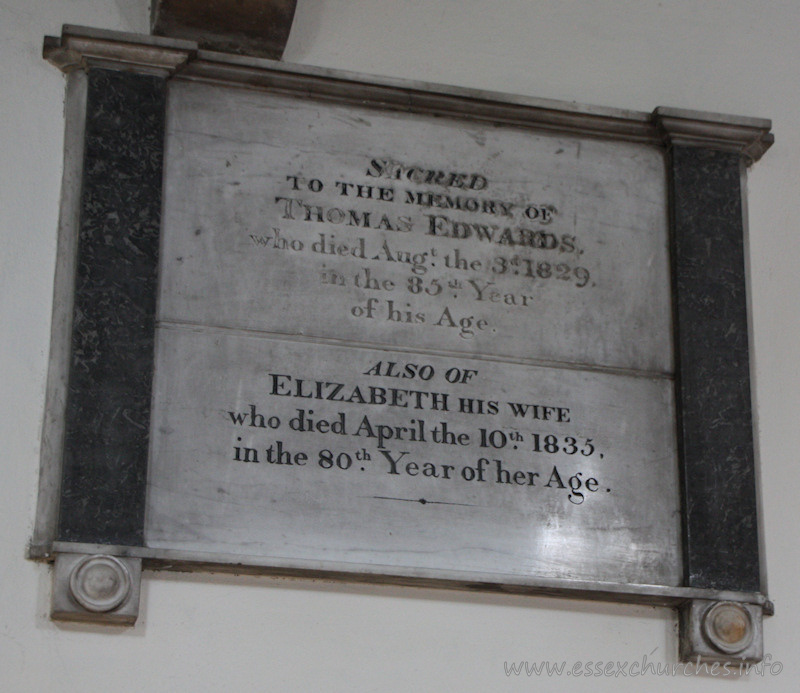 SACRED
TO THE MEMORY OF
THOMAS EDWARDS,
who died Augt. the 3d. 1829.
in the 85th. Year
of his Age.
ALSO OF
ELIZABETH HIS WIFE
who died April the 10th. 1835.
in the 80th. Year of her Age.
www.essexchurches.info